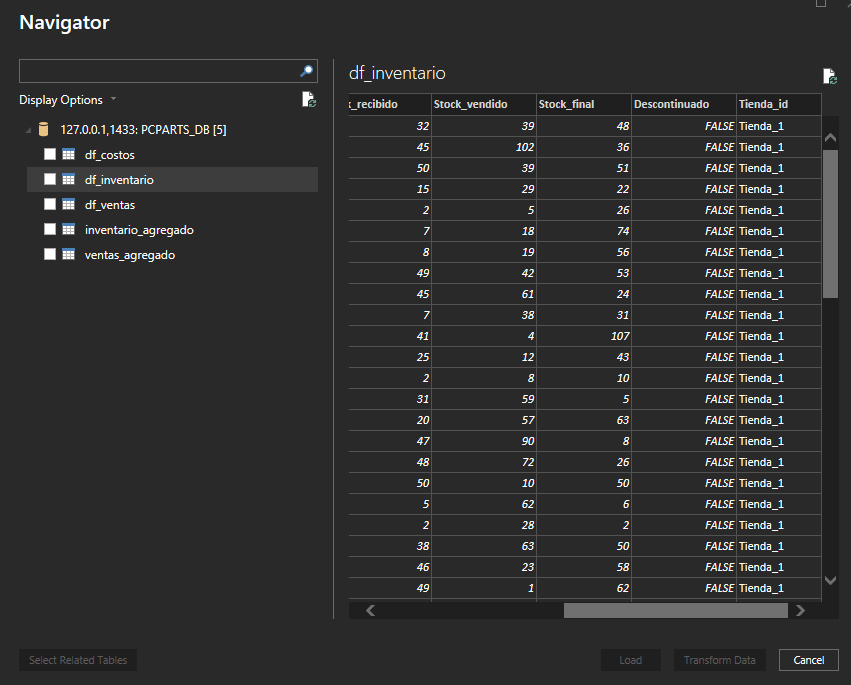 Navigator
Display Options
127.0.0.1,1433: PCPARTS_DB [5]
df_costos
df_inventario
df_ventas
inventario_agregado
ventas_agregado
df_inventario
k_recibido Stock_vendido Stock_final Descontinuado Tienda_id
32 39 48 FALSE Tienda_1
45 102 36 FALSE Tienda_1
50 39 51 FALSE Tienda_1
15 29 22 FALSE Tienda_1
2 5 26 FALSE Tienda_1
7 18 74 FALSE Tienda_1
8 19 56 FALSE Tienda_1
49 42 53 FALSE Tienda_1
45 61 24 FALSE Tienda_1
7 38 31 FALSE Tienda_1
41 4 107 FALSE Tienda_1
25 12 43 FALSE Tienda_1
2 8 10 FALSE Tienda_1
31 59 5 FALSE Tienda_1
20 57 63 FALSE Tienda_1
47 90 8 FALSE Tienda_1
48 72 26 FALSE Tienda_1
50 10 50 FALSE Tienda_1
5 62 6 FALSE Tienda_1
2 28 2 FALSE Tienda_1
38 63 50 FALSE Tienda_1
46 23 58 FALSE Tienda_1
49 1 62 FALSE Tienda_1
Select Related Tables Load Transform Data Cancel